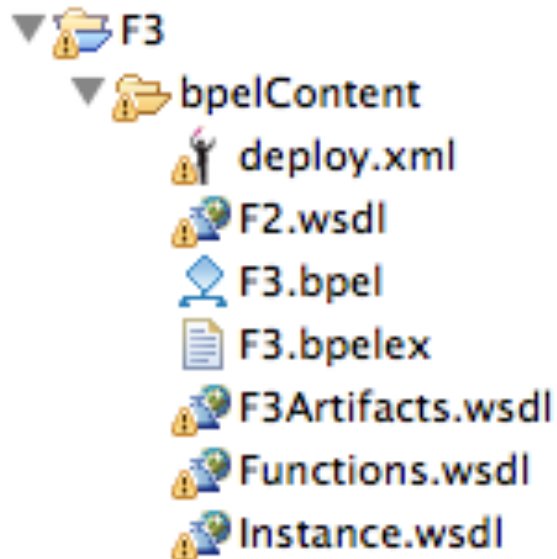 F3
bpelContent
deploy.xml
F2.wsdl
F3.bpel
F3.bpelex
F3Artifacts.wsdl
Functions.wsdl
Instance.wsdl